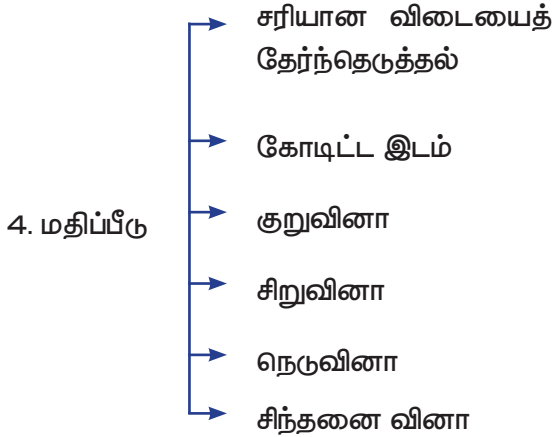 சரியான விடையைத்
தேர்ந்தெடுத்தல்
கோடிட்ட இடம்
4. மதிப்பீடு
குறுவினா
சிறுவினா
நெடுவினா
சிந்தனை வினா